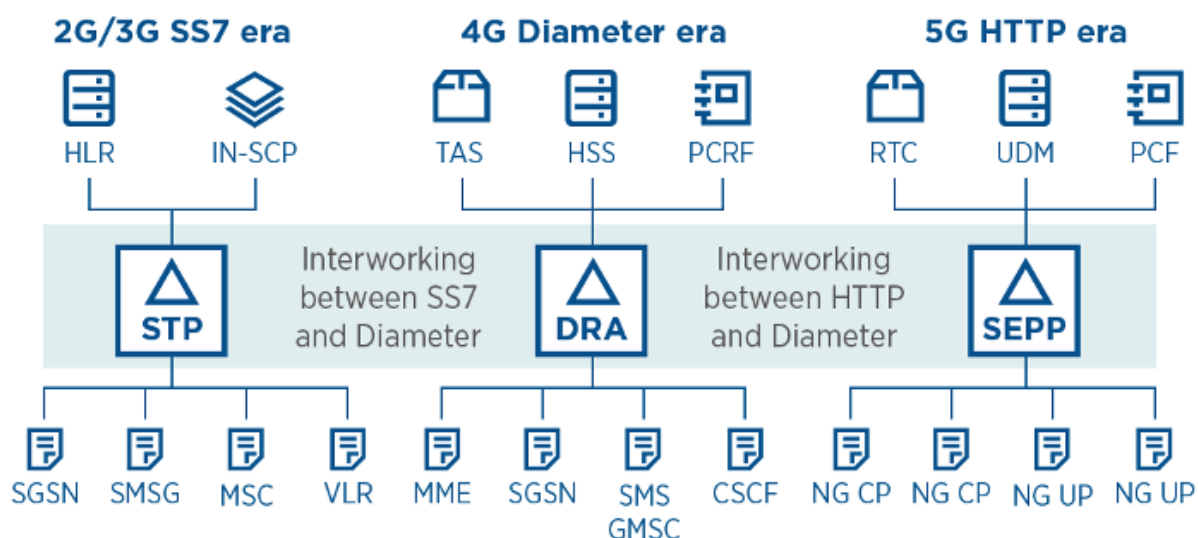 2G/3G SS7 era
4G Diameter era
5G HTTP era
HLR
IN-SCP
TAS
HSS
PCRF
RTC
UDM
PCF
STP
Interworking
between SS7
and Diameter
DRA
Interworking
between HTTP
and Diameter
SEPP
SGSN
SMSG
MSC
VLR
MME
SGSN
SMS
GMSC
CSCF
NG CP
NG CP
NG UP
NG UP